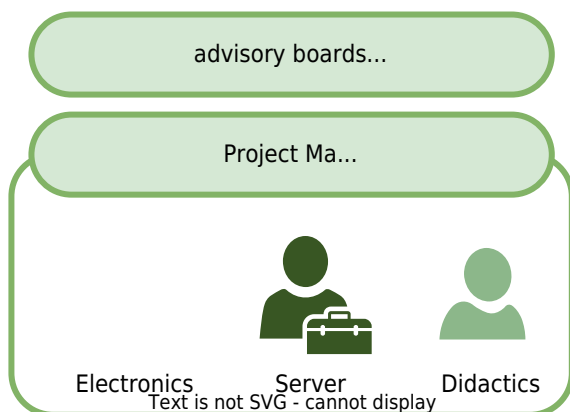 advisory boards...
Project Ma...
Electronics Server Didactics
Text is not SVG - cannot display